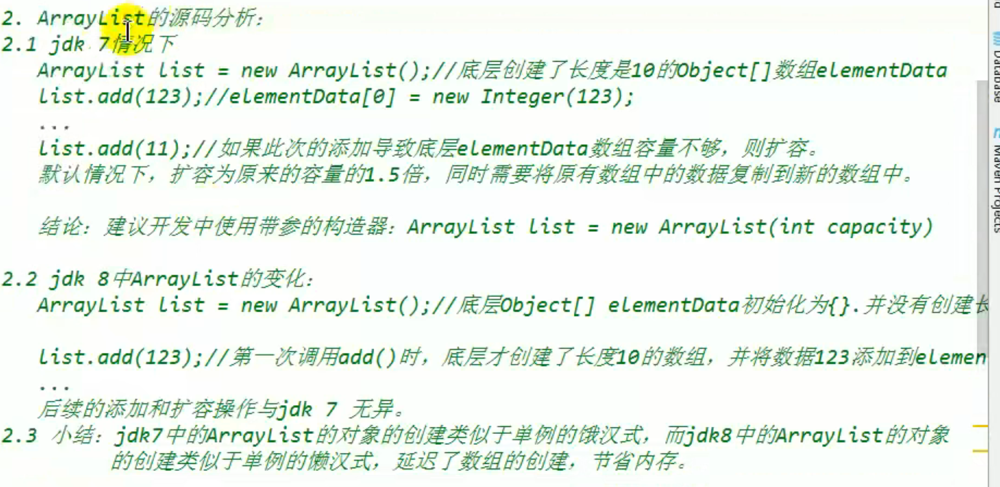 2. ArrayList的源码分析：
2.1 jdk 7情况下
ArrayList list = new ArrayList();//底层创建了长度是10的Object[]数组elementData
list.add(123);//elementData[0] = new Integer(123);
...
list.add(11);//如果此次的添加导致底层elementData数组容量不够，则扩容。
默认情况下，扩容为原来的容量的1.5倍，同时需要将原有数组中的数据复制到新的数组中。
结论：建议开发中使用带参的构造器：ArrayList list = new ArrayList(int capacity)
2.2 jdk 8中ArrayList的变化：
ArrayList list = new ArrayList();//底层Object[] elementData初始化为{}.并没有创建长
list.add(123);//第一次调用add()时，底层才创建了长度10的数组，并将数据123添加到elemen
...
后续的添加和扩容操作与jdk 7 无异。
2.3 小结：jdk7中的ArrayList的对象的创建类似于单例的饿汉式，而jdk8中的ArrayList的对象
的创建类似于单例的懒汉式，延迟了数组的创建，节省内存。
Database
Maven Projects